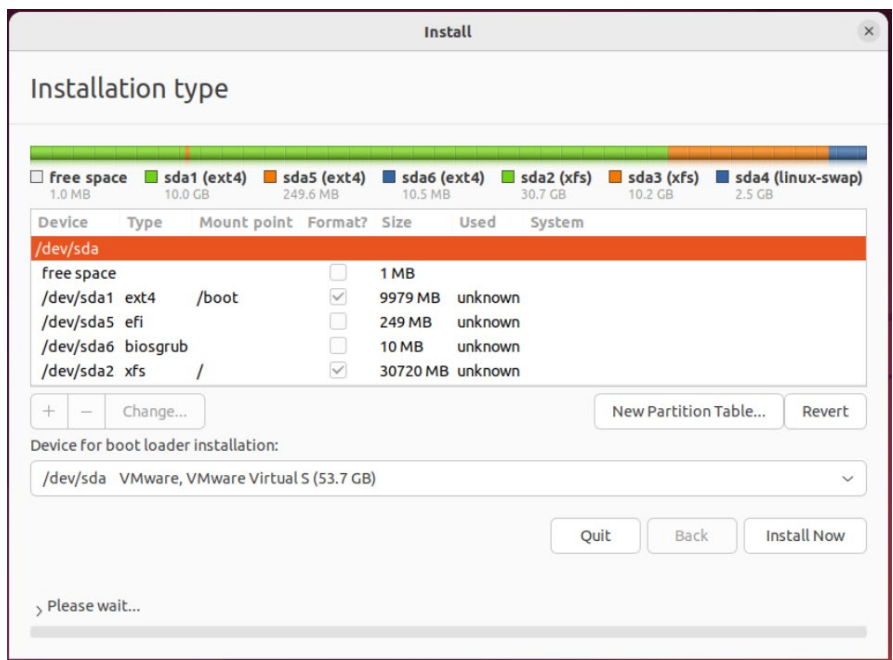 Install
Installation type
free space sda1 (ext4) sda5 (ext4) sda6 (ext4) sda2 (xfs) sda3 (xfs) sda4 (linux-swap)
1.0 MB 10.0 GB 249.6 MB 10.5 MB 30.7 GB 10.2 GB 2.5 GB
Device Type Mount point Format? Size Used System
/dev/sda
free space 1 MB
/dev/sda1 ext4 /boot 9979 MB unknown
/dev/sda5 efi 249 MB unknown
/dev/sda6 biosgrub 10 MB unknown
/dev/sda2 xfs / 30720 MB unknown
+ − Change... New Partition Table... Revert
Device for boot loader installation:
/dev/sda VMware, VMware Virtual S (53.7 GB)
Quit Back Install Now
Please wait...